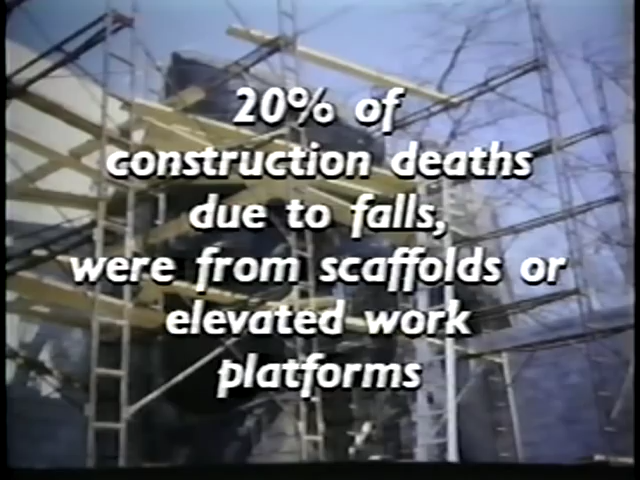 20% of
construction deaths
due to falls,
were from scaffolds or
elevated work
platforms